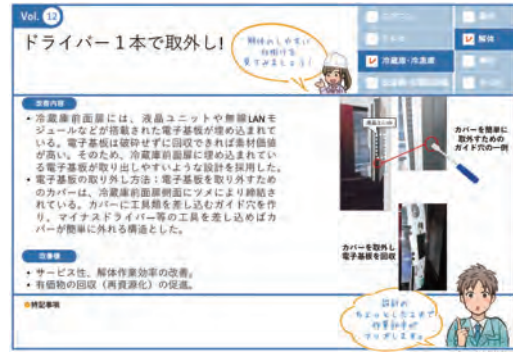 Vol. 12
ドライバー1本で取外し!
解体のしやすい
仕掛けを
見てみましょう!
解体
冷蔵庫・冷凍庫
改善内容
• 冷蔵庫前面扉には、液晶ユニットや無線LANモ
ジュールなどが搭載された電子基板が埋め込まれて
いる。電子基板は破砕せずに回収できれば素材価値
が高い。そのため、冷蔵庫前面扉に埋め込まれてい
る電子基板が取り出しやすいような設計を採用した。
• 電子基板の取り外し方法:電子基板を取り外すため
のカバーは、冷蔵庫前面扉側面にツメにより締結さ
れている。カバーに工具類を差し込むガイド穴を作
り、マイナスドライバー等の工具を差し込めばカ
バーが簡単に外れる構造とした。
液晶ユニット
カバーを簡単に
取外すための
ガイド穴の一例
カバーを取外し
電子基板を回収
改善後
• サービス性、解体作業効率の改善。
• 有価物の回収(再資源化)の促進。
特記事項
設計の
ちょっとした工夫で
作業効率が
アップします。